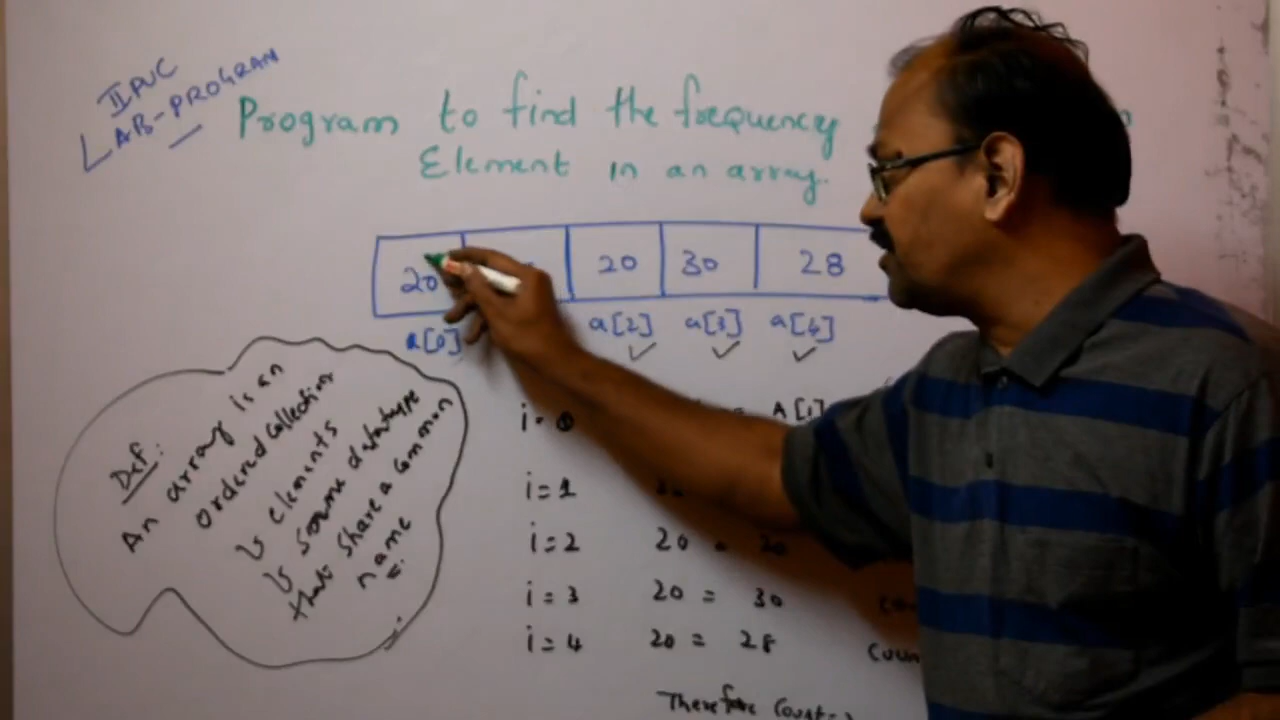 II PUC
LAB-PROGRAM
Program to find the frequency
Element in an array.
20 20 30 28
a[0] a[2] a[3] a[4]
Def:
An array is an
ordered collection
of elements
of same datatype
that share a common
name
i = 0 = A[i]
i = 1
i = 2 20 = 20
i = 3 20 = 30
i = 4 20 = 28
Therefore